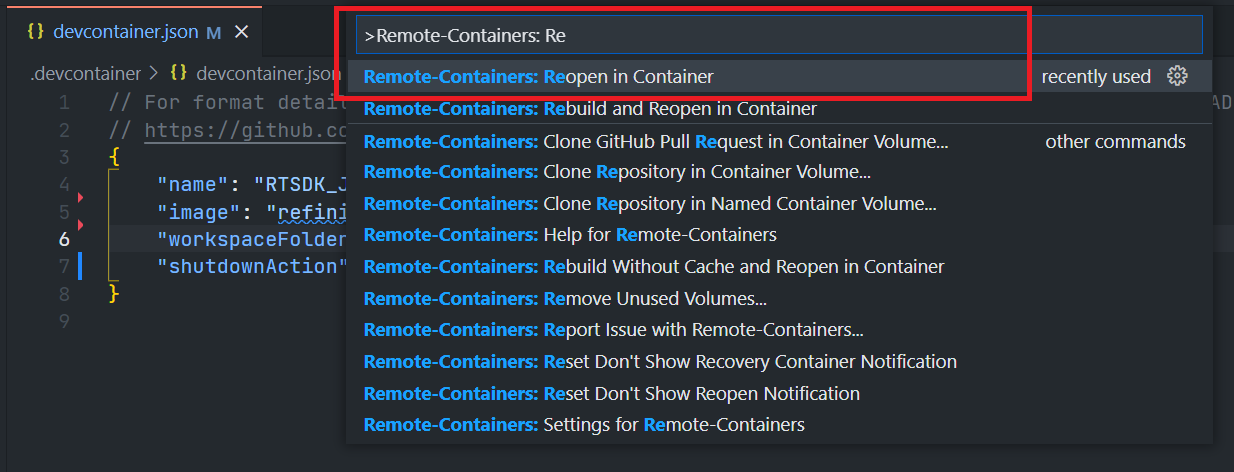 {} devcontainer.json M ×
>Remote-Containers: Re
.devcontainer > {} devcontainer.json
Remote-Containers: Reopen in Container recently used
Remote-Containers: Rebuild and Reopen in Container
Remote-Containers: Clone GitHub Pull Request in Container Volume... other commands
Remote-Containers: Clone Repository in Container Volume...
Remote-Containers: Clone Repository in Named Container Volume...
Remote-Containers: Help for Remote-Containers
Remote-Containers: Rebuild Without Cache and Reopen in Container
Remote-Containers: Remove Unused Volumes...
Remote-Containers: Report Issue with Remote-Containers...
Remote-Containers: Reset Don't Show Recovery Container Notification
Remote-Containers: Reset Don't Show Reopen Notification
Remote-Containers: Settings for Remote-Containers
1 // For format detail AD
2 // https://github.co
3 {
4 "name": "RTSDK_J
5 "image": "refini
6 "workspaceFolder
7 "shutdownAction"
8 }
9